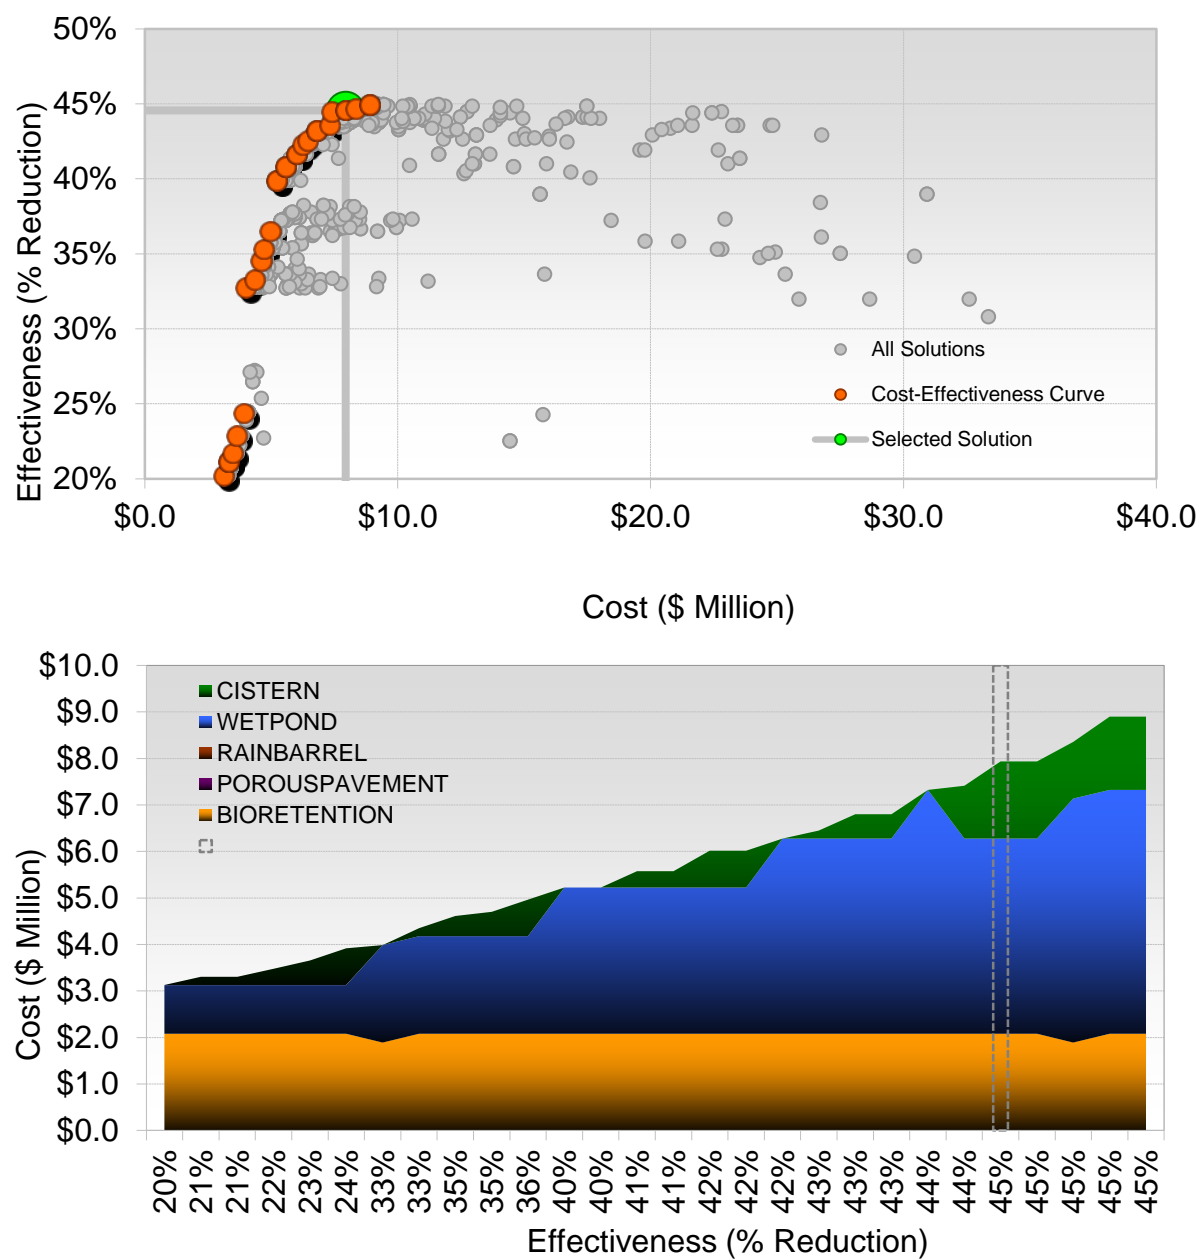 50%
45%
40%
35%
30%
25%
20%
Effectiveness (% Reduction)
All Solutions
Cost-Effectiveness Curve
Selected Solution
$0.0 $10.0 $20.0 $30.0 $40.0
Cost ($ Million)
$10.0
$9.0
$8.0
$7.0
$6.0
$5.0
$4.0
$3.0
$2.0
$1.0
$0.0
Cost ($ Million)
CISTERN
WETPOND
RAINBARREL
POROUSPAVEMENT
BIORETENTION
20% 21% 21% 22% 23% 24% 33% 33% 35% 35% 36% 40% 40% 41% 41% 42% 42% 42% 43% 43% 43% 44% 44% 45% 45% 45% 45% 45%
Effectiveness (% Reduction)